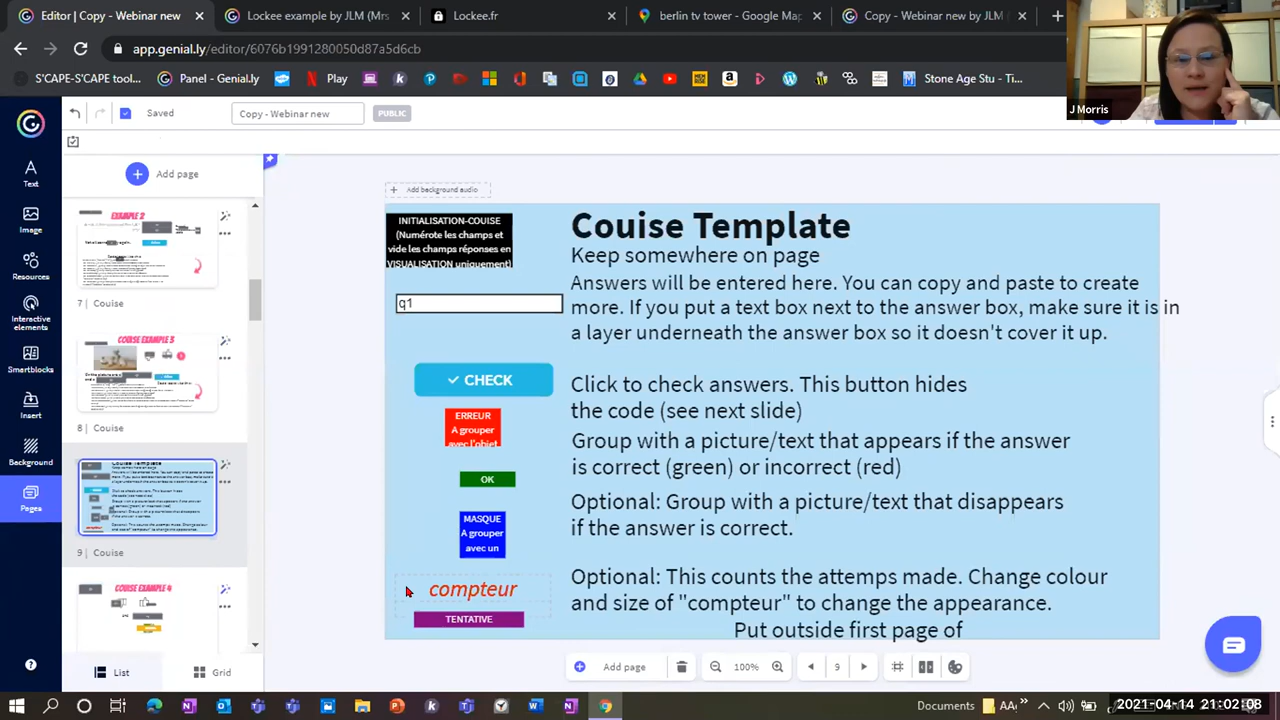 Editor | Copy - Webinar new
Lockee example by JLM (Mrs
Lockee.fr
berlin tv tower - Google Map
Copy - Webinar new by JLM
app.genial.ly/editor/6076b1991280050d87a5d6cb
S'CAPE-S'CAPE tool...
Panel - Genial.ly
Play
Stone Age Stu - Ti...
J Morris
Saved
Copy - Webinar new
Text
Image
Resources
Interactive
elements
Smartblocks
Insert
Background
Pages
Add page
EXAMPLE 2
7 | Couise
COUISE EXAMPLE 3
8 | Couise
Couise Template
9 | Couise
COUISE EXAMPLE 4
List
Grid
Add background audio
INITIALISATION-COUISE
(Numérote les champs et
vide les champs réponses en
VISUALISATION uniquement)
q1
CHECK
ERREUR
A grouper
avec l'objet
OK
MASQUE
A grouper
avec un
compteur
TENTATIVE
Couise Template
Keep somewhere on page
Answers will be entered here. You can copy and paste to create
more. If you put a text box next to the answer box, make sure it is in
a layer underneath the answer box so it doesn't cover it up.
Click to check answers. This button hides
the code (see next slide)
Group with a picture/text that appears if the answer
is correct (green) or incorrect (red)
Optional: Group with a picture/text that disappears
if the answer is correct.
Optional: This counts the attemps made. Change colour
and size of "compteur" to change the appearance.
Put outside first page of
Add page
100%
9
Documents
2021-04-14 21:02:08